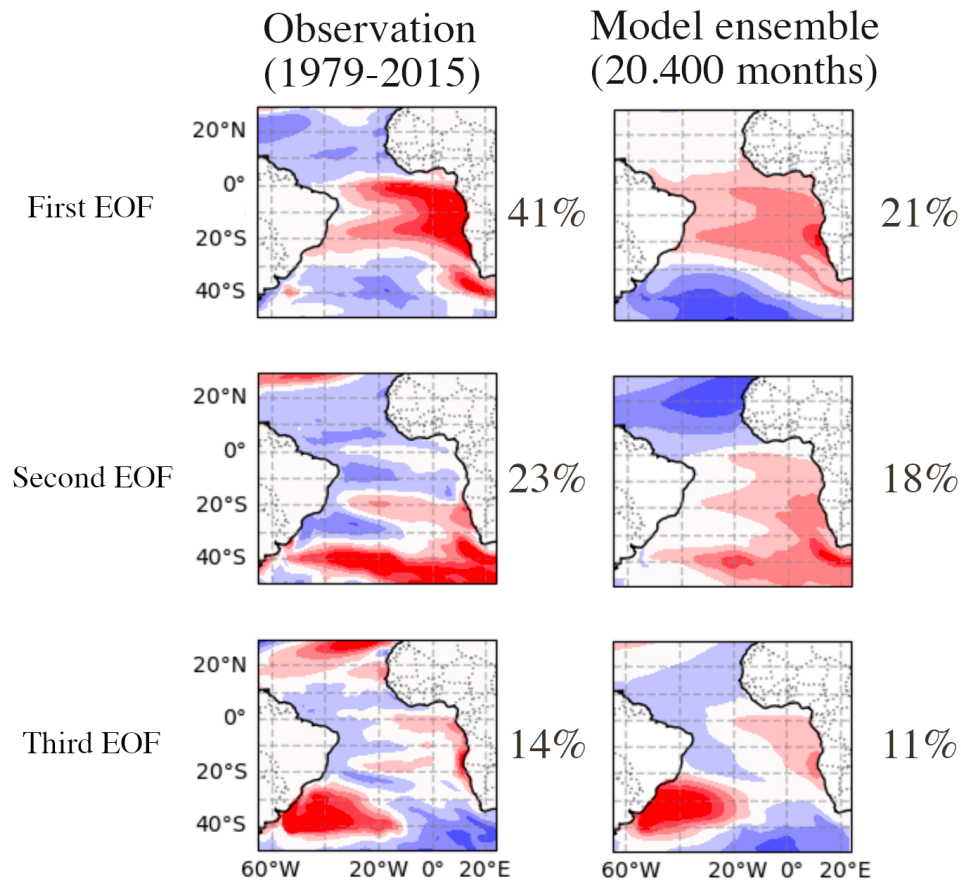 Observation
(1979-2015)
Model ensemble
(20.400 months)
First EOF
20°N
0°
20°S
40°S
41%
21%
Second EOF
20°N
0°
20°S
40°S
23%
18%
Third EOF
20°N
0°
20°S
40°S
14%
11%
60°W 20°W 0° 20°E
60°W 20°W 0° 20°E